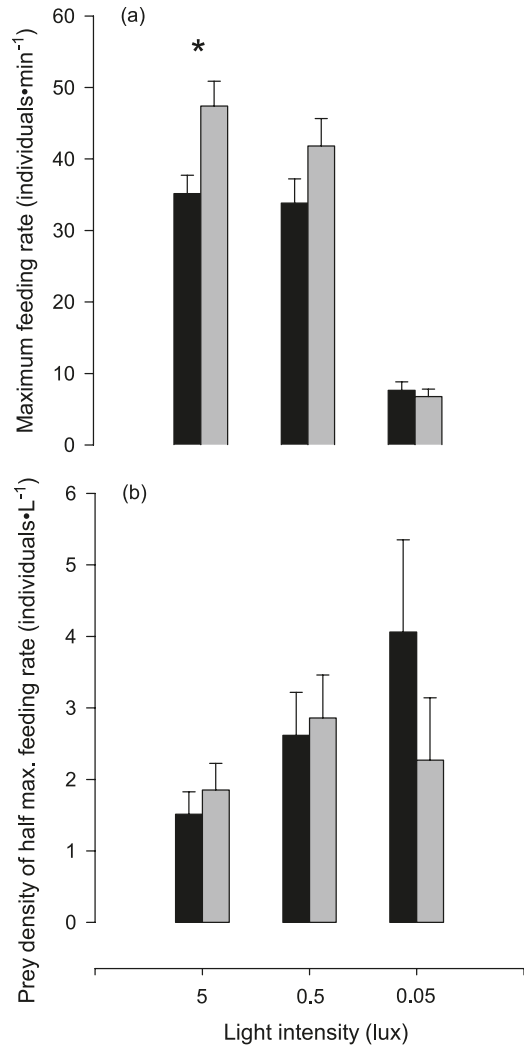 (a)
*
Maximum feeding rate (individuals•min⁻¹)
60
50
40
30
20
10
0
(b)
Prey density of half max. feeding rate (individuals•L⁻¹)
6
5
4
3
2
1
0
5 0.5 0.05
Light intensity (lux)